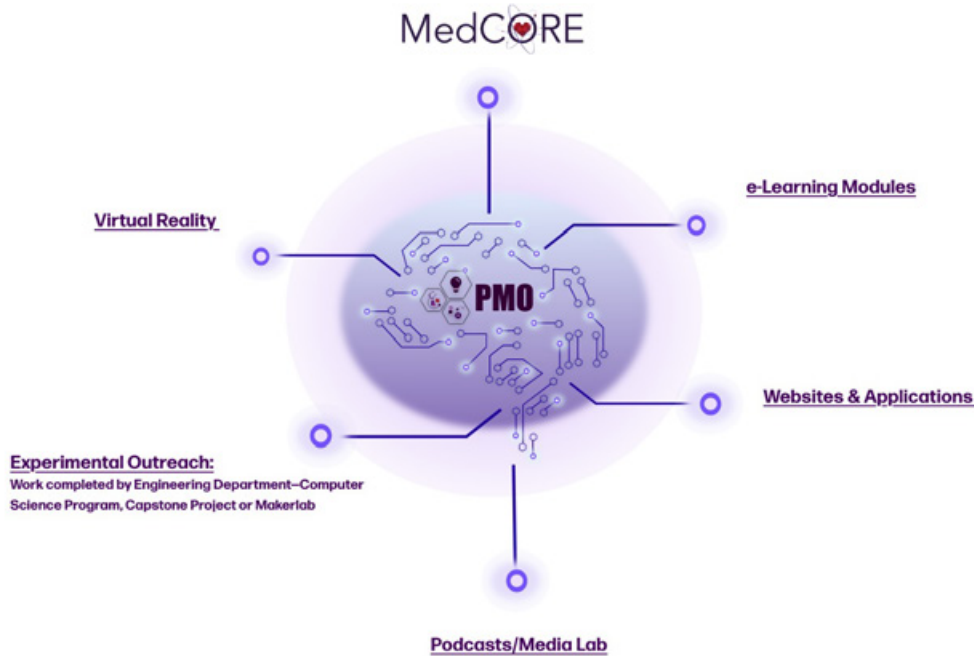 MedCORE
e-Learning Modules
Virtual Reality
PMO
Websites & Applications
Experimental Outreach:
Work completed by Engineering Department–Computer
Science Program, Capstone Project or Makerlab
Podcasts/Media Lab